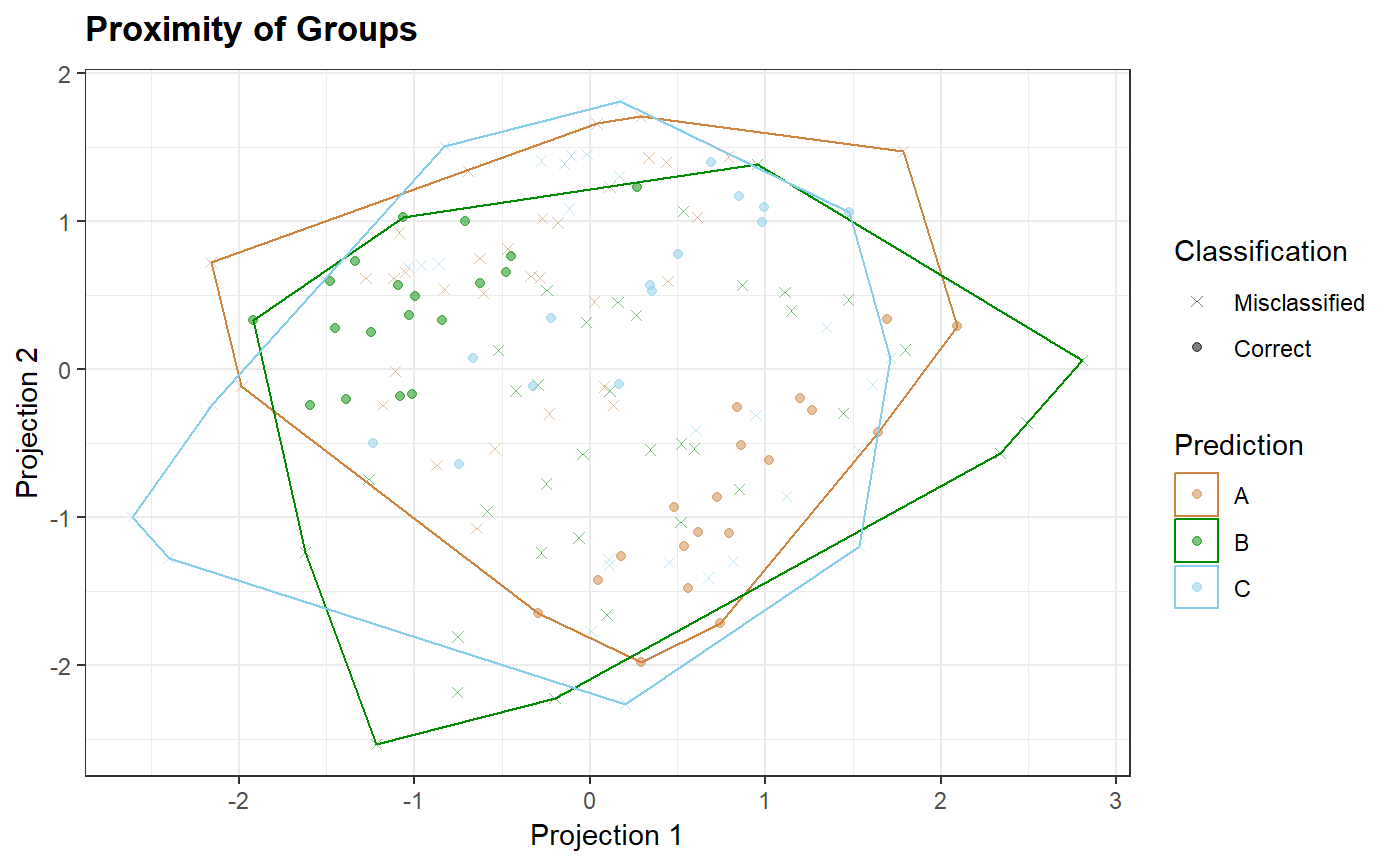 Proximity of Groups
2
1
0
-1
-2
Projection 2
-2
-1
0
1
2
3
Projection 1
Classification
Misclassified
Correct
Prediction
A
B
C